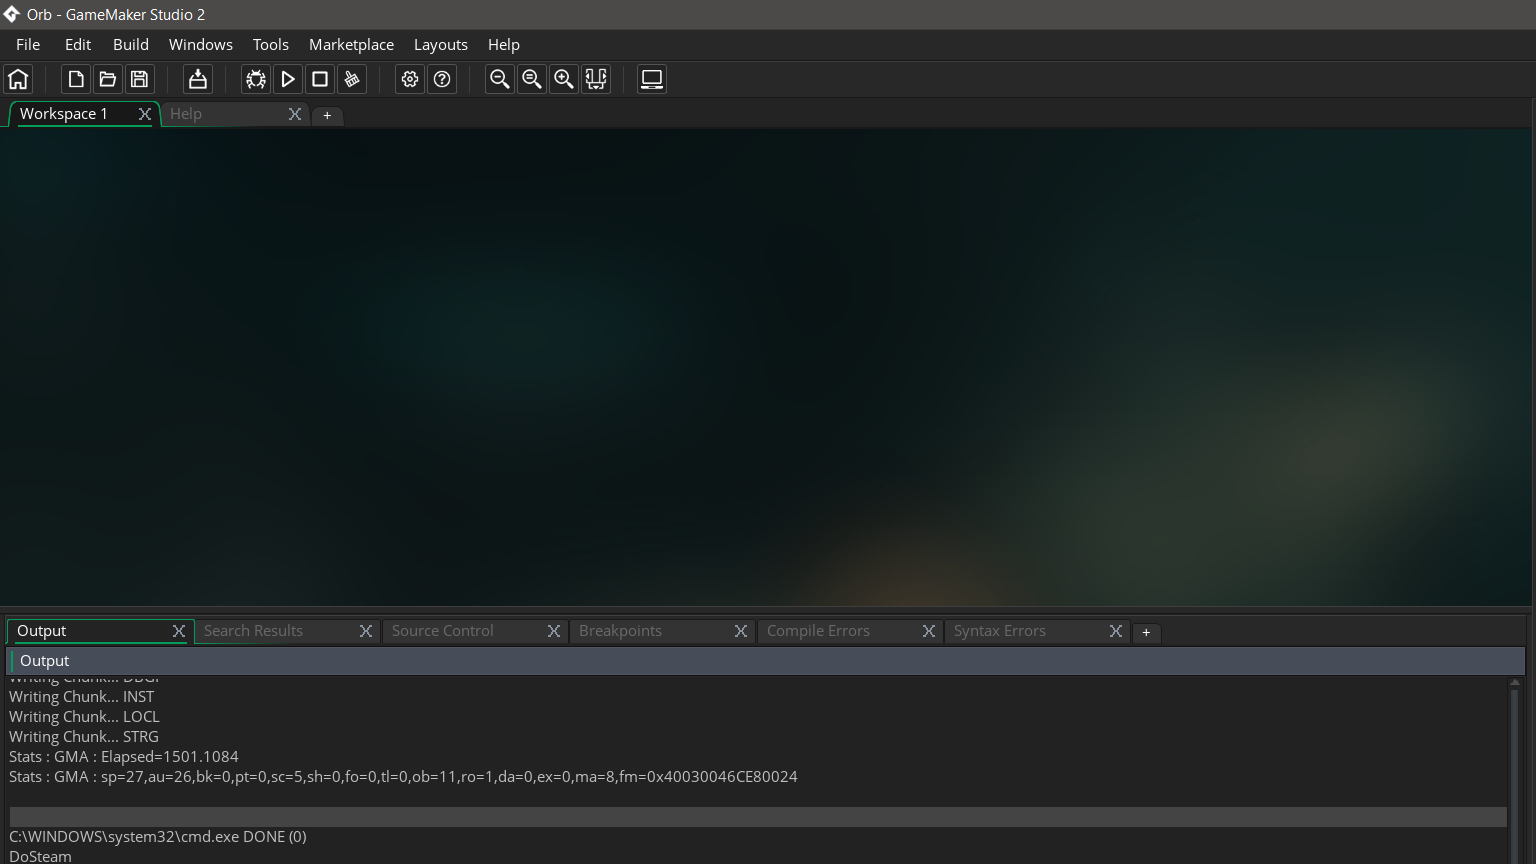 Orb - GameMaker Studio 2
File Edit Build Windows Tools Marketplace Layouts Help
Workspace 1 Help +
Output Search Results Source Control Breakpoints Compile Errors Syntax Errors +
Output
Writing Chunk... DBGI
Writing Chunk... INST
Writing Chunk... LOCL
Writing Chunk... STRG
Stats : GMA : Elapsed=1501.1084
Stats : GMA : sp=27,au=26,bk=0,pt=0,sc=5,sh=0,fo=0,tl=0,ob=11,ro=1,da=0,ex=0,ma=8,fm=0x40030046CE80024
C:\WINDOWS\system32\cmd.exe DONE (0)
DoSteam